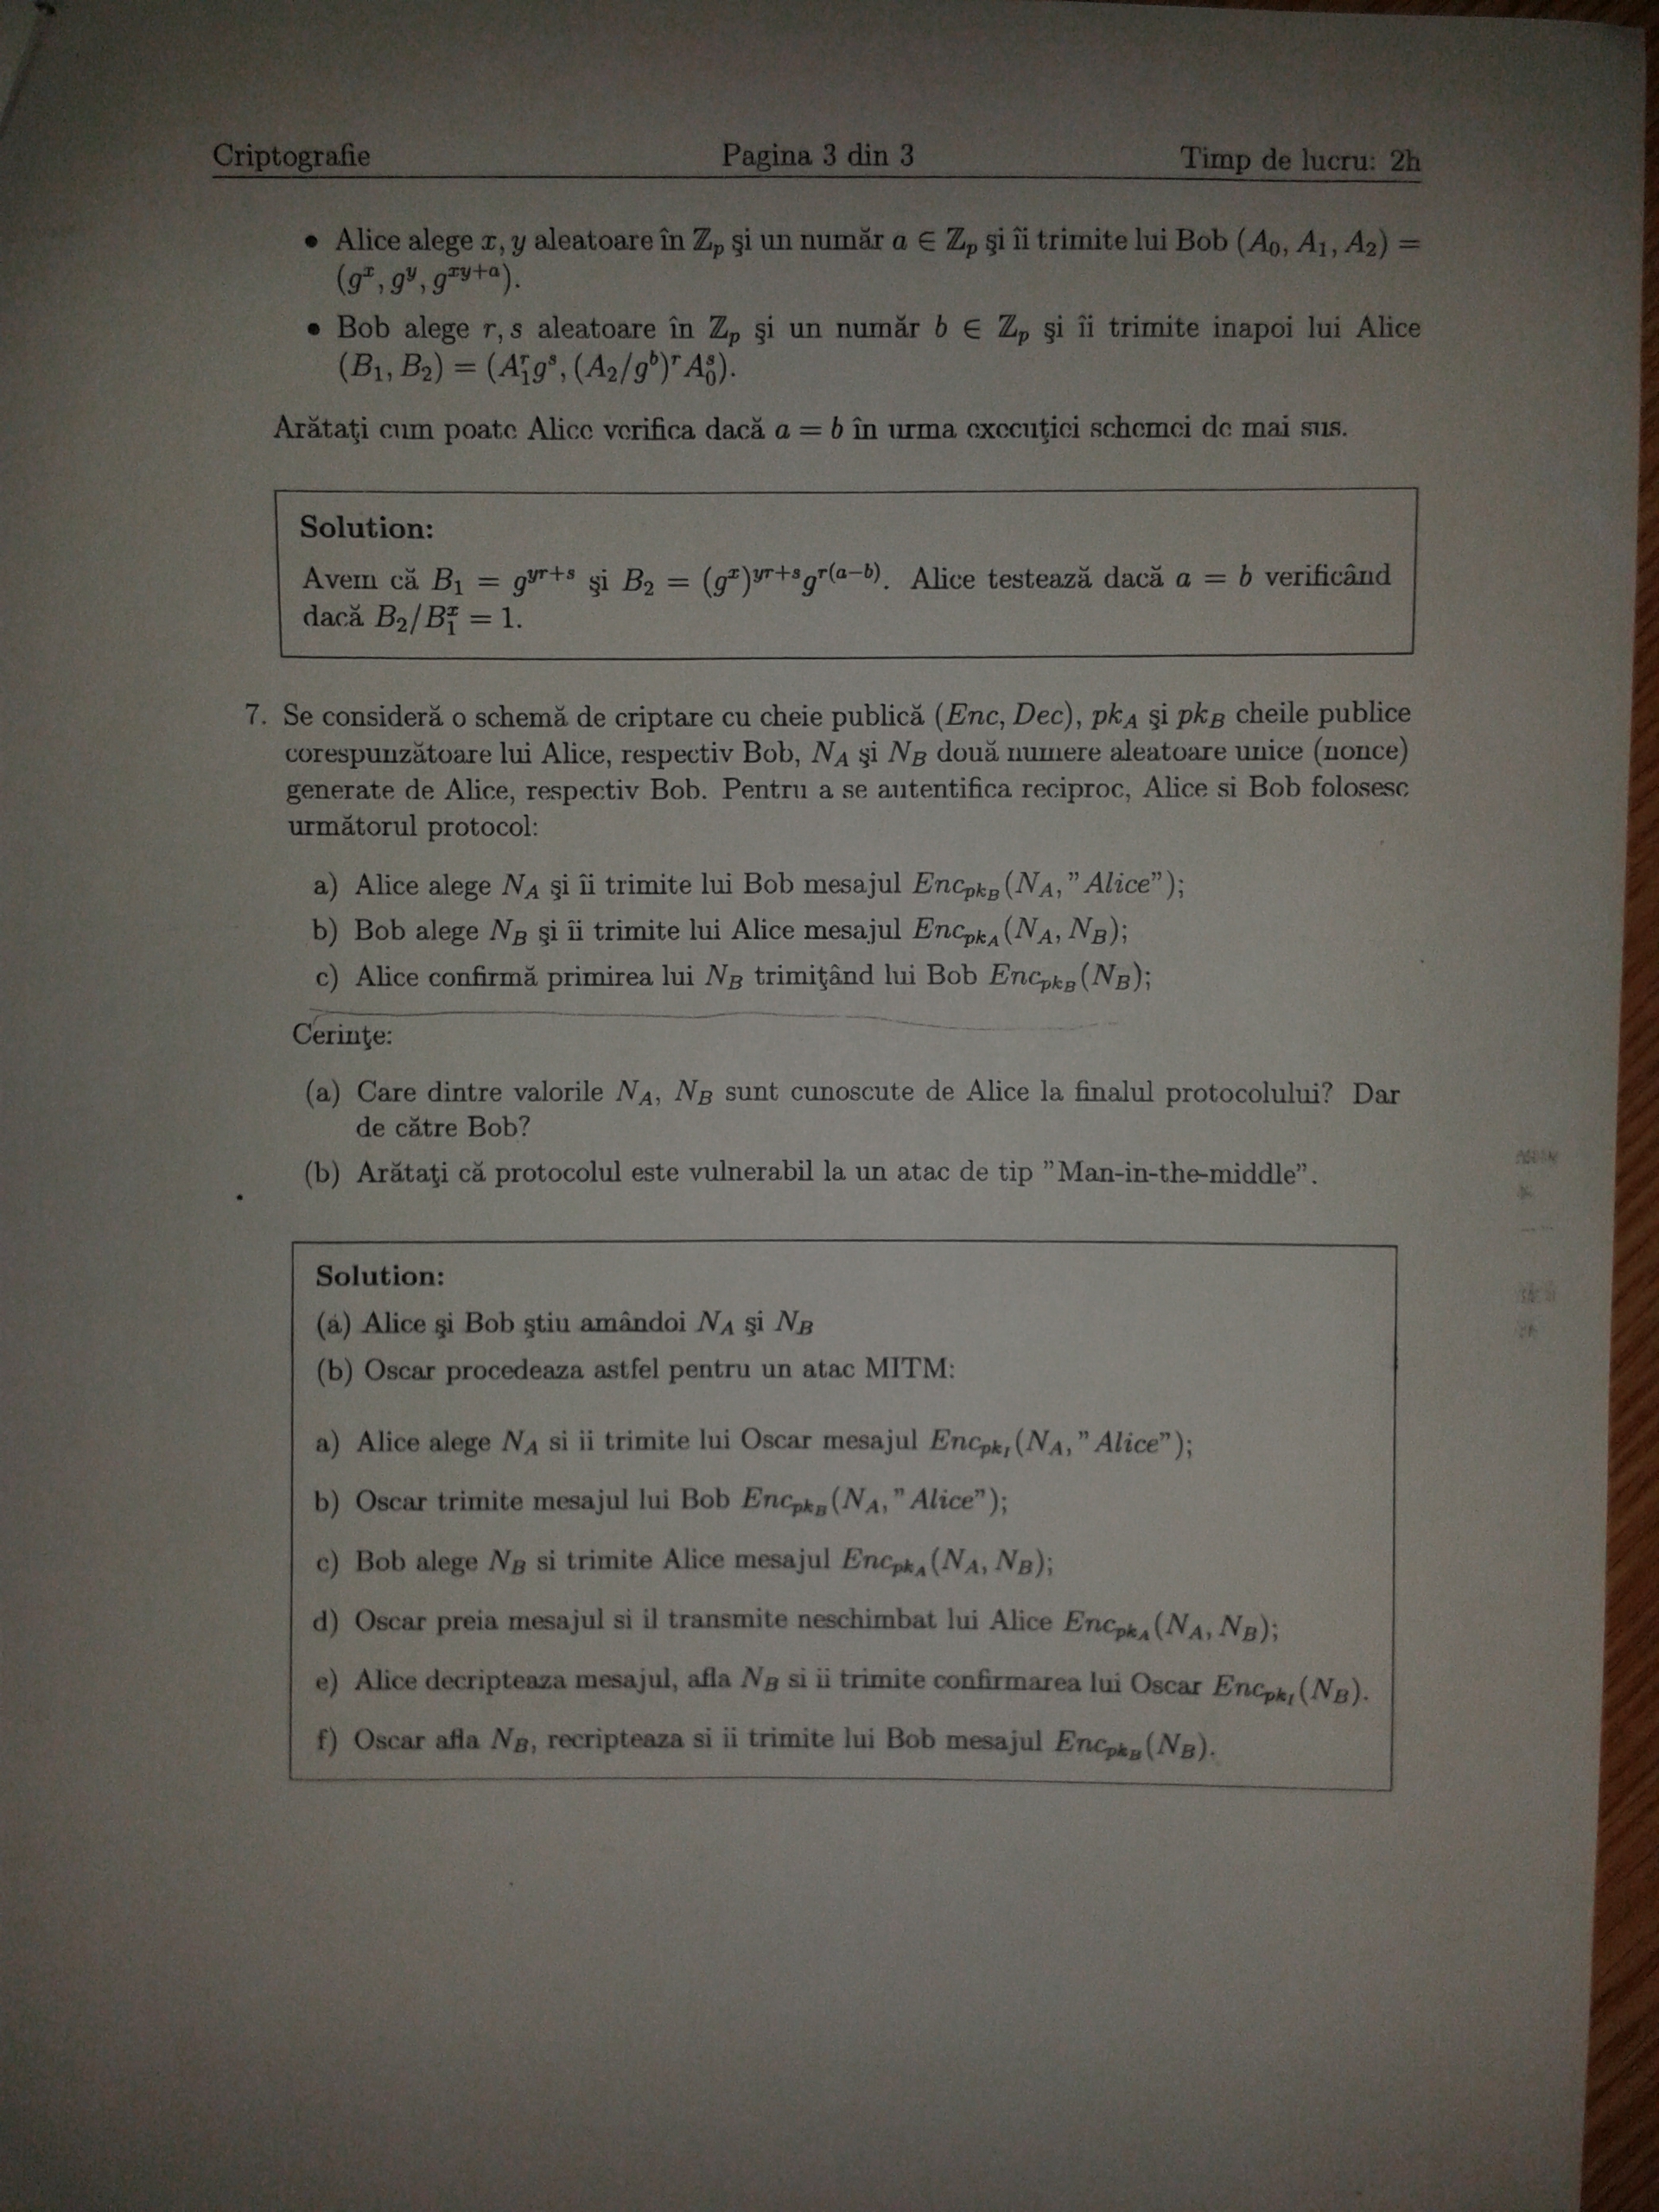 Criptografie Pagina 3 din 3 Timp de lucru: 2h
• Alice alege x, y aleatoare în ℤ_p şi un număr a ∈ ℤ_p şi îi trimite lui Bob (A_0, A_1, A_2) =
(g^x, g^y, g^{xy+a}).
• Bob alege r, s aleatoare în ℤ_p şi un număr b ∈ ℤ_p şi îi trimite inapoi lui Alice
(B_1, B_2) = (A_1^r g^s, (A_2/g^b)^r A_0^s).
Arătaţi cum poate Alice verifica dacă a = b în urma execuţiei schemei de mai sus.
Solution:
Avem că B_1 = g^{yr+s} şi B_2 = (g^x)^{yr+s} g^{r(a−b)}. Alice testează dacă a = b verificând
dacă B_2/B_1^x = 1.
7. Se consideră o schemă de criptare cu cheie publică (Enc, Dec), pk_A şi pk_B cheile publice
corespunzătoare lui Alice, respectiv Bob, N_A şi N_B două numere aleatoare unice (nonce)
generate de Alice, respectiv Bob. Pentru a se autentifica reciproc, Alice si Bob folosesc
următorul protocol:
a) Alice alege N_A şi îi trimite lui Bob mesajul Enc_{pk_B}(N_A, ”Alice”);
b) Bob alege N_B şi îi trimite lui Alice mesajul Enc_{pk_A}(N_A, N_B);
c) Alice confirmă primirea lui N_B trimiţând lui Bob Enc_{pk_B}(N_B);
Cerinţe:
(a) Care dintre valorile N_A, N_B sunt cunoscute de Alice la finalul protocolului? Dar
de către Bob?
(b) Arătaţi că protocolul este vulnerabil la un atac de tip ”Man-in-the-middle”.
Solution:
(a) Alice şi Bob ştiu amândoi N_A şi N_B
(b) Oscar procedeaza astfel pentru un atac MITM:
a) Alice alege N_A si ii trimite lui Oscar mesajul Enc_{pk_I}(N_A, ”Alice”);
b) Oscar trimite mesajul lui Bob Enc_{pk_B}(N_A, ”Alice”);
c) Bob alege N_B si trimite Alice mesajul Enc_{pk_A}(N_A, N_B);
d) Oscar preia mesajul si il transmite neschimbat lui Alice Enc_{pk_A}(N_A, N_B);
e) Alice decripteaza mesajul, afla N_B si ii trimite confirmarea lui Oscar Enc_{pk_I}(N_B).
f) Oscar afla N_B, recripteaza si ii trimite lui Bob mesajul Enc_{pk_B}(N_B).